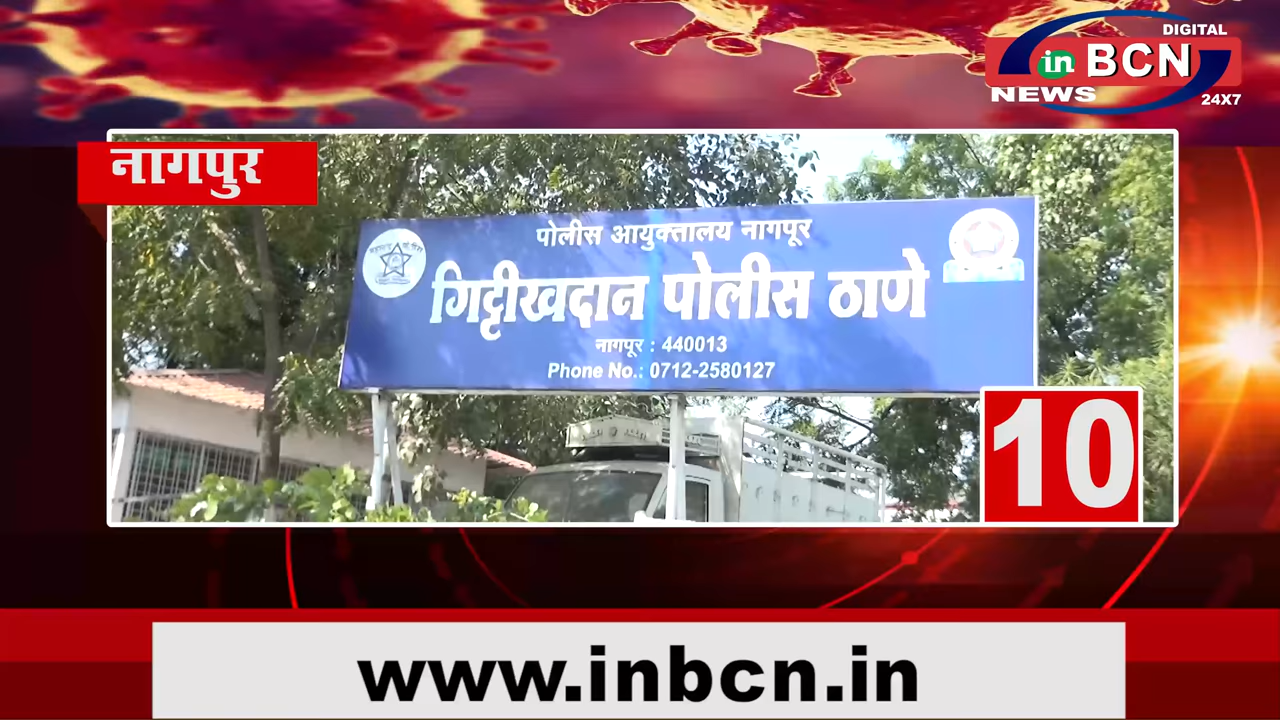 DIGITAL
in BCN
NEWS
24X7
नागपुर
पोलीस आयुक्तालय नागपूर
गिट्टीखदान पोलीस ठाणे
नागपूर : 440013
Phone No.: 0712-2580127
10
www.inbcn.in